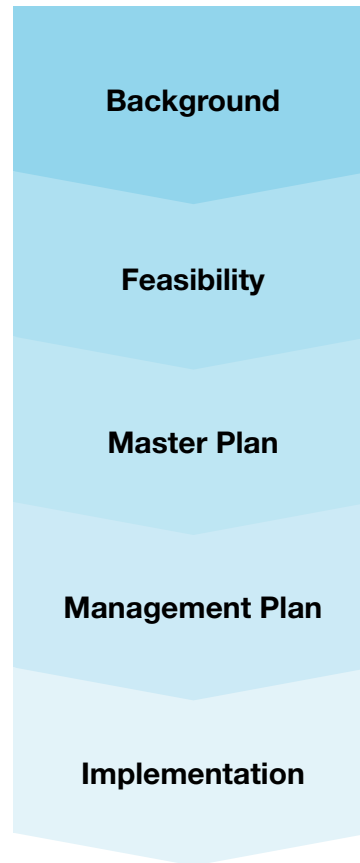 Background
Feasibility
Master Plan
Management Plan
Implementation